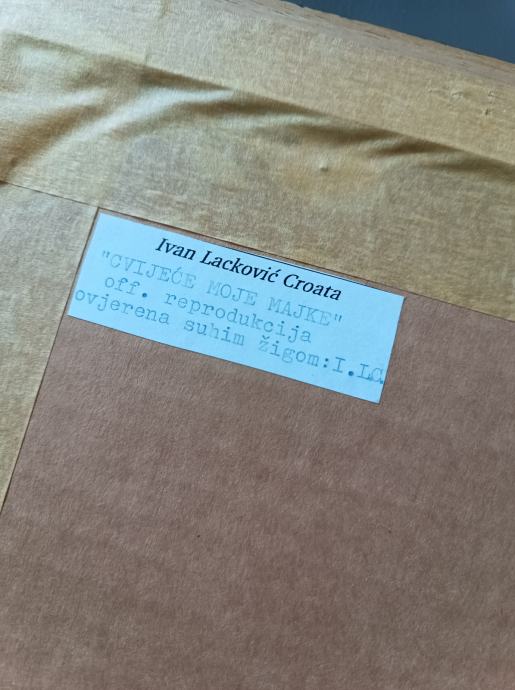 Ivan Lacković Croata
"CVIJEĆE MOJE MAJKE"
off. reprodukcija
ovjerena suhim žigom:I.LC